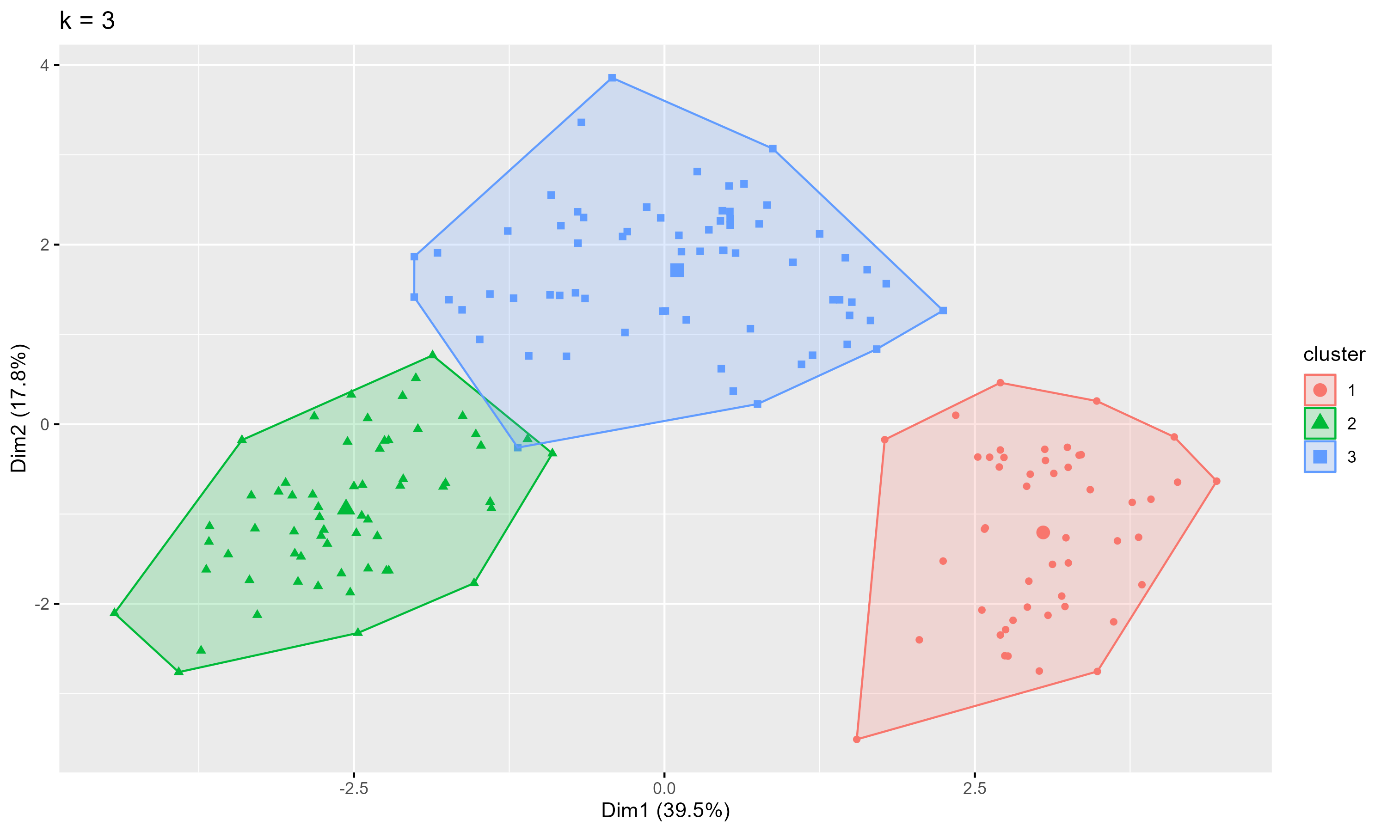 k = 3
4
2
0
-2
Dim2 (17.8%)
-2.5 0.0 2.5
Dim1 (39.5%)
cluster
1
2
3